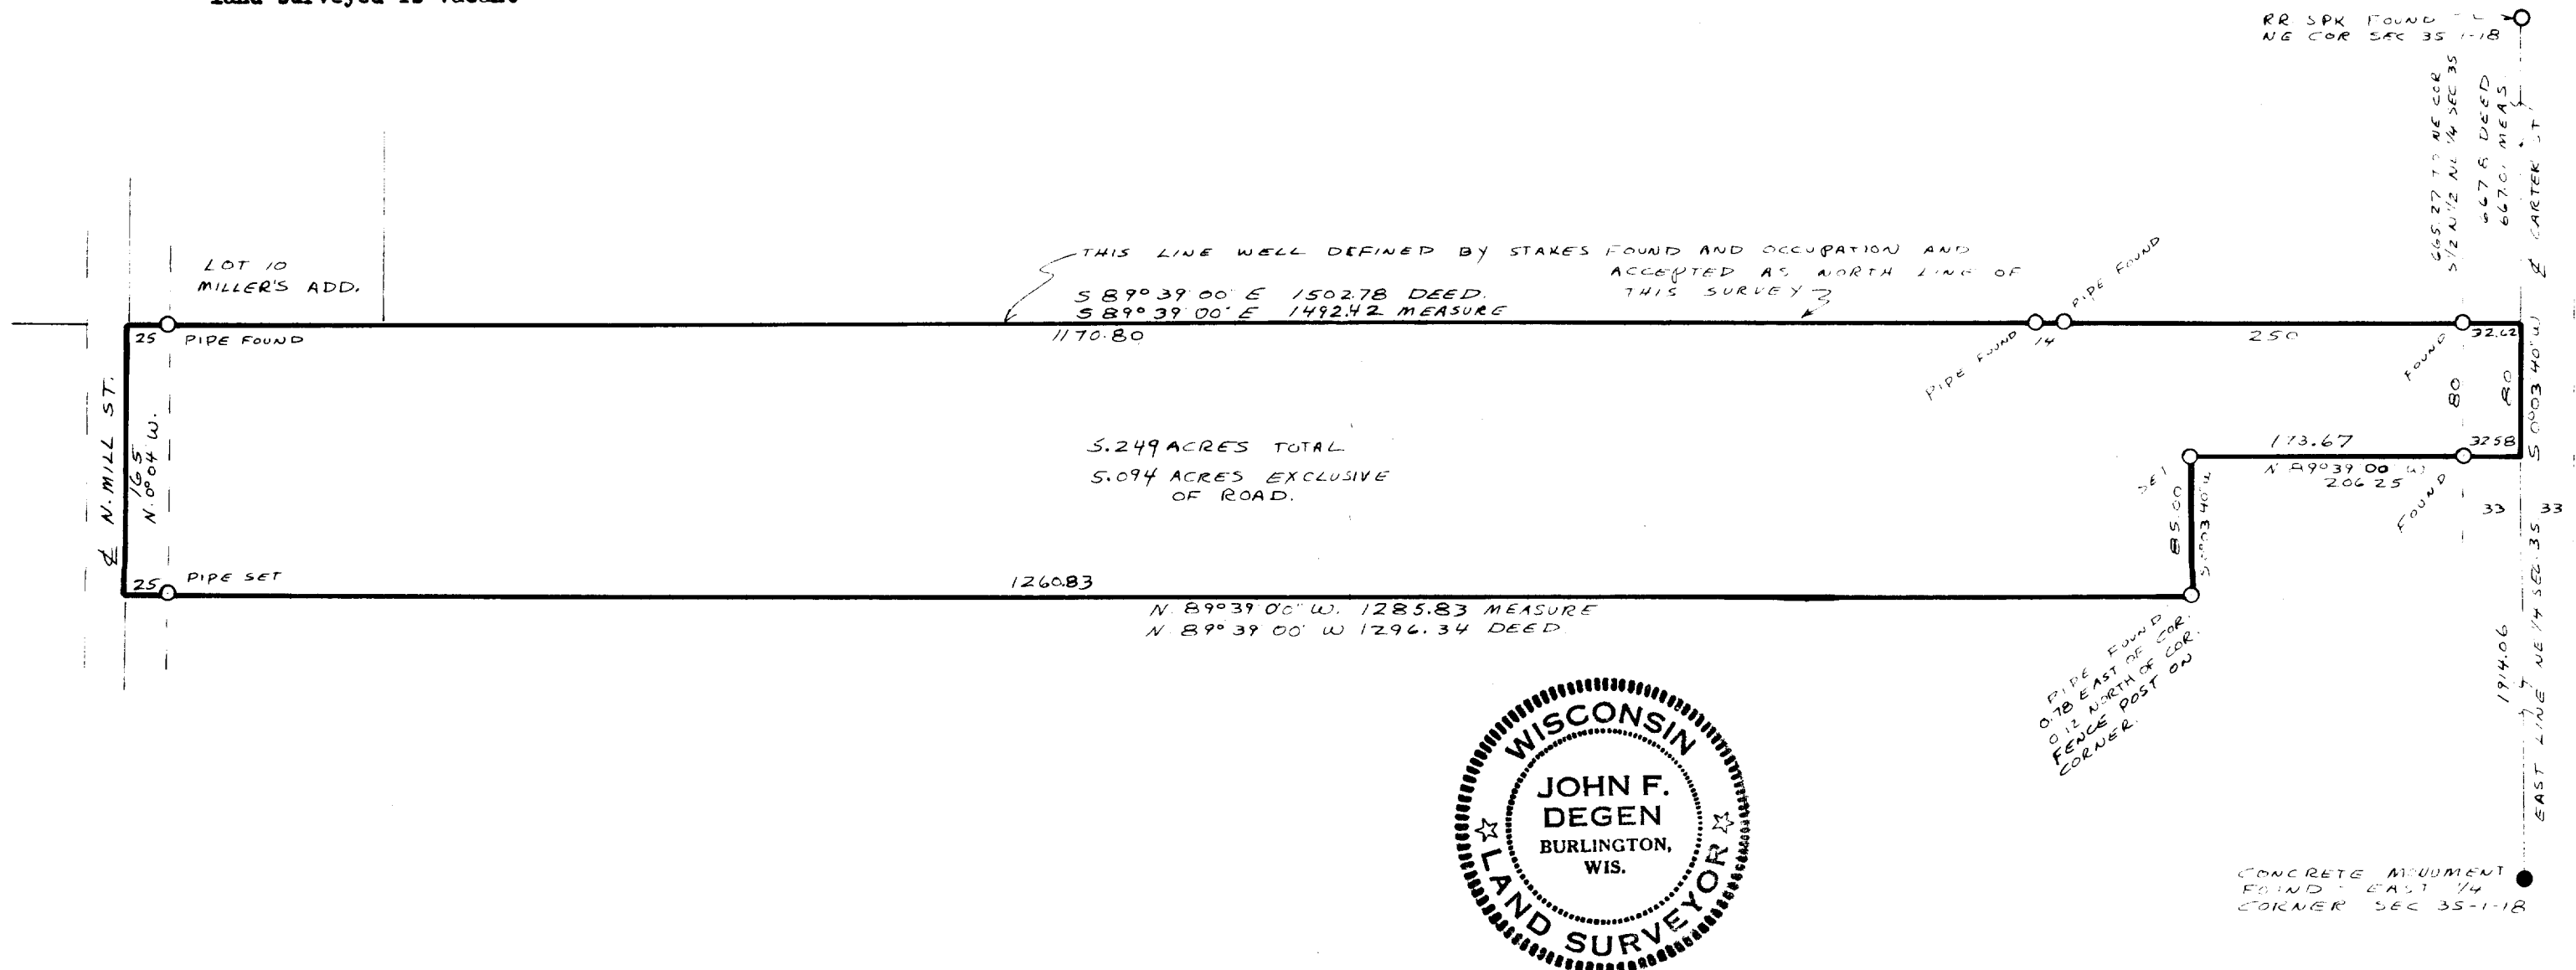 land surveyed is vacant
RR SPK FOUND
NE COR SEC 35 1-18
665.27 TO NE COR
S 1/2 N 1/2 NE 1/4 SEC 35
667.8 DEED
667.01 MEAS.
℄ CARTER ST.
LOT 10
MILLER'S ADD.
THIS LINE WELL DEFINED BY STAKES FOUND AND OCCUPATION AND
ACCEPTED AS NORTH LINE OF
THIS SURVEY
S 89° 39' 00" E 1502.78 DEED.
S 89° 39' 00" E 1492.42 MEASURE
1170.80
25
PIPE FOUND
PIPE FOUND
14
PIPE FOUND
250
FOUND
32.62
80
80
S 0°03'40" W
℄ N. MILL ST.
165
N. 0°04' W.
5.249 ACRES TOTAL
5.094 ACRES EXCLUSIVE
OF ROAD.
173.67
32.58
N 89°39'00" W
206.25
SET
FOUND
33
33
85.00
S 0°03'40" W
25
PIPE SET
1260.83
N. 89°39'00" W. 1285.83 MEASURE
N. 89°39'00" W 1296.34 DEED
PIPE FOUND
0.78 EAST OF COR.
0.12 NORTH OF COR.
FENCE POST ON
CORNER.
1914.06
EAST LINE NE 1/4 SEC. 35
WISCONSIN
JOHN F.
DEGEN
BURLINGTON,
WIS.
LAND SURVEYOR
CONCRETE MONUMENT
FOUND - EAST 1/4
CORNER SEC 35-1-18